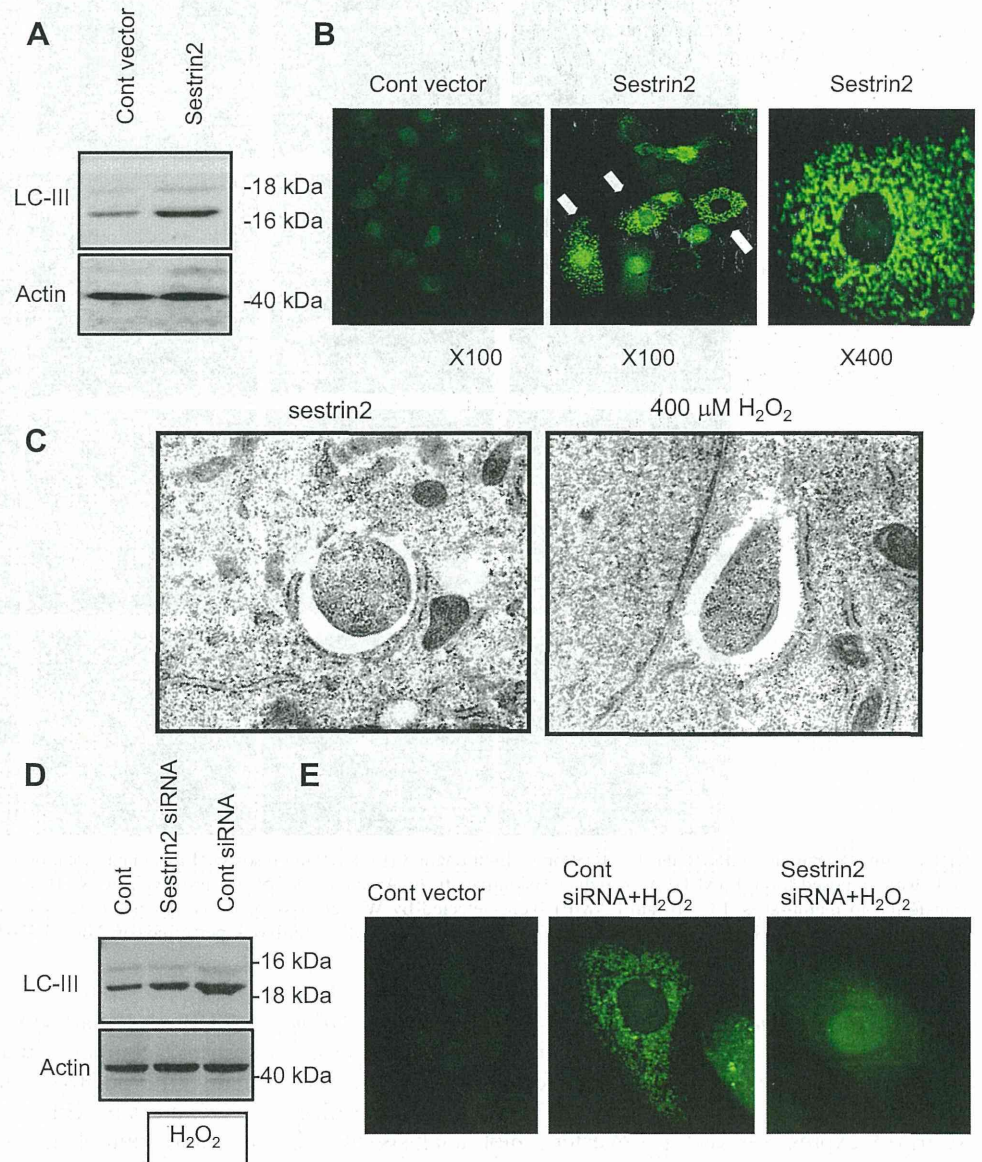 A
Cont vector
Sestrin2
LC-III
-18 kDa
-16 kDa
Actin
-40 kDa
B
Cont vector
Sestrin2
Sestrin2
X100
X100
X400
C
sestrin2
400 μM H₂O₂
D
Cont
Sestrin2 siRNA
Cont siRNA
LC-III
-16 kDa
-18 kDa
Actin
-40 kDa
H₂O₂
E
Cont vector
Cont
siRNA+H₂O₂
Sestrin2
siRNA+H₂O₂